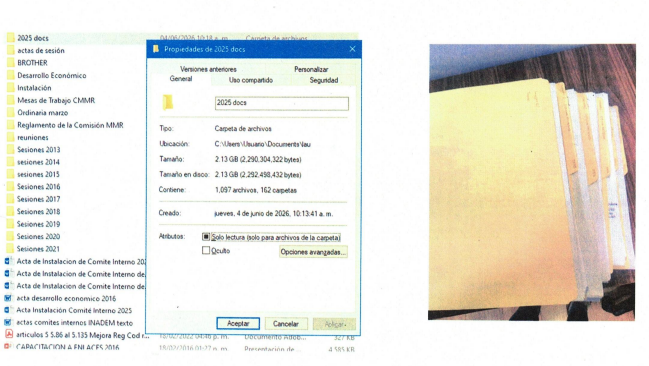 2025 docs
04/06/2026 10:18 a. m. Carpeta de archivos
actas de sesión
BROTHER
Desarrollo Económico
Instalación
Mesas de Trabajo CMMR
Ordinaria marzo
Reglamento de la Comisión MMR
reuniones
Sesiones 2013
sesiones 2014
sesiones 2015
Sesiones 2016
Sesiones 2017
Sesiones 2018
Sesiones 2019
Sesiones 2020
Sesiones 2021
Acta de Instalacion de Comite Interno 202
Acta de Instalacion de Comite Interno de
Acta de Instalacion de Comite Interno de
acta desarrollo economico 2016
Acta Instalación Comité Interno 2025
actas comites internos INADEM texto
articulos 5 5.86 al 5.135 Mejora Reg Cod r...
CAPACITACION A ENLACES 2016
Propiedades de 2025 docs
Versiones anteriores Personalizar
General Uso compartido Seguridad
2025 docs
Tipo: Carpeta de archivos
Ubicación: C:\Users\Usuario\Documents\lau
Tamaño: 2.13 GB (2,290,304,322 bytes)
Tamaño en disco: 2.13 GB (2,292,498,432 bytes)
Contiene: 1,097 archivos, 162 carpetas
Creado: jueves, 4 de junio de 2026, 10:13:41 a. m.
Atributos: Solo lectura (solo para archivos de la carpeta)
Oculto Opciones avanzadas...
Aceptar Cancelar Aplicar
18/02/2022 04:46 p. m. Documento Adob... 327 KB
15/02/2016 01:27 p. m. Presentación de... 4,585 KB